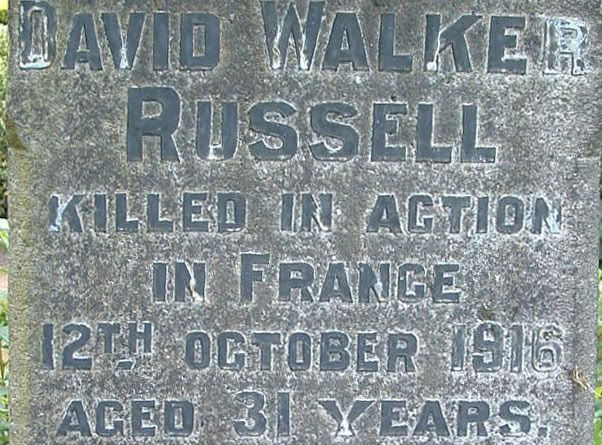 DAVID WALKER
RUSSELL
KILLED IN ACTION
IN FRANCE
12TH OCTOBER 1916
AGED 31 YEARS.